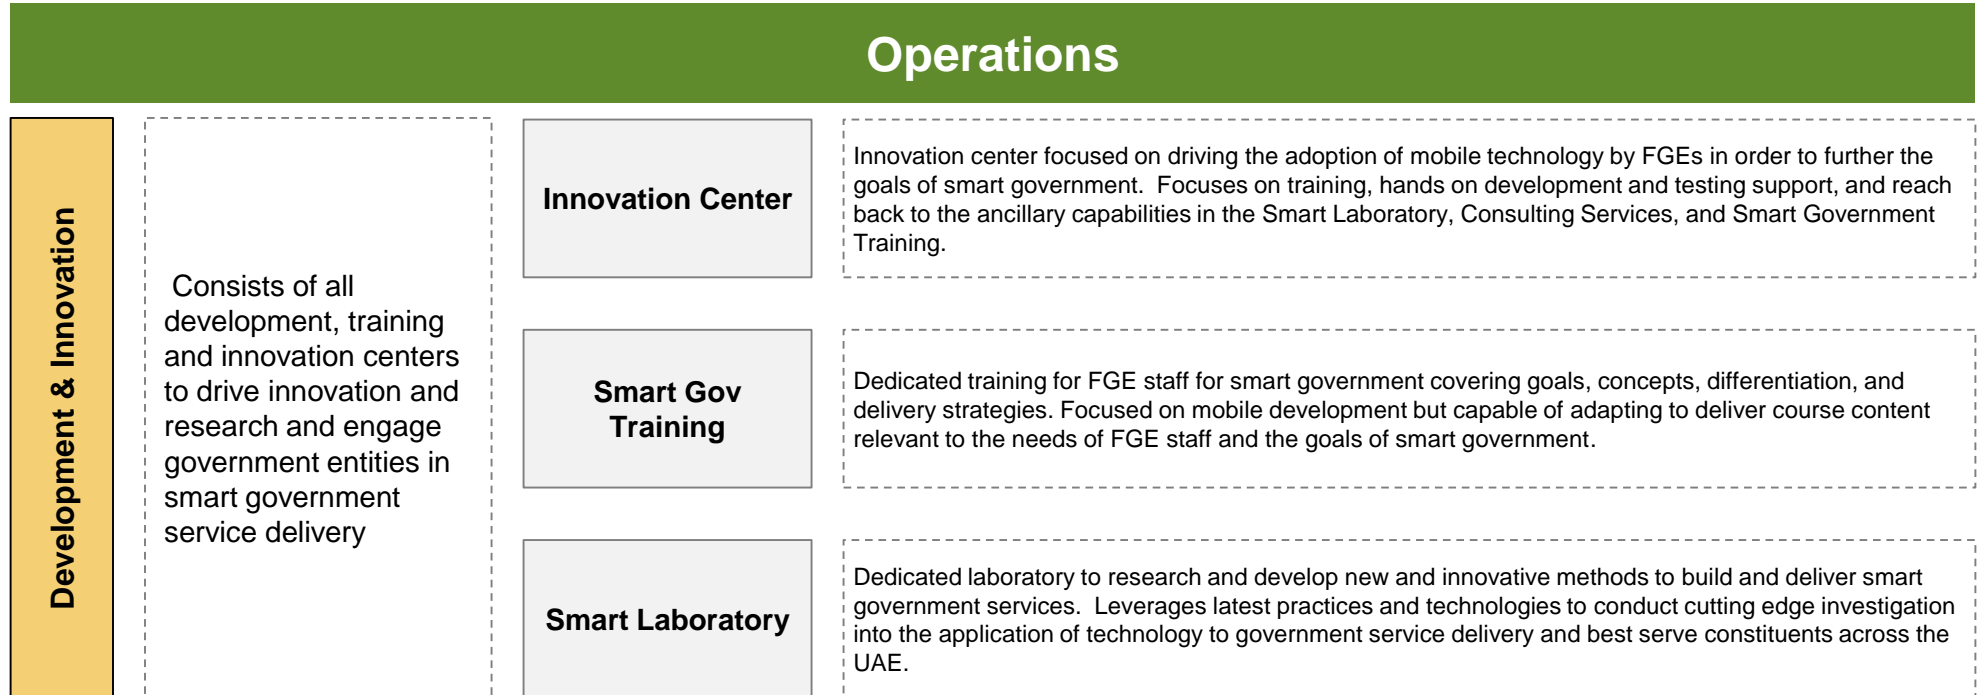 Operations
Development & Innovation
Consists of all
development, training
and innovation centers
to drive innovation and
research and engage
government entities in
smart government
service delivery
Innovation Center
Innovation center focused on driving the adoption of mobile technology by FGEs in order to further the
goals of smart government.  Focuses on training, hands on development and testing support, and reach
back to the ancillary capabilities in the Smart Laboratory, Consulting Services, and Smart Government
Training.
Smart Gov
Training
Dedicated training for FGE staff for smart government covering goals, concepts, differentiation, and
delivery strategies. Focused on mobile development but capable of adapting to deliver course content
relevant to the needs of FGE staff and the goals of smart government.
Smart Laboratory
Dedicated laboratory to research and develop new and innovative methods to build and deliver smart
government services.  Leverages latest practices and technologies to conduct cutting edge investigation
into the application of technology to government service delivery and best serve constituents across the
UAE.